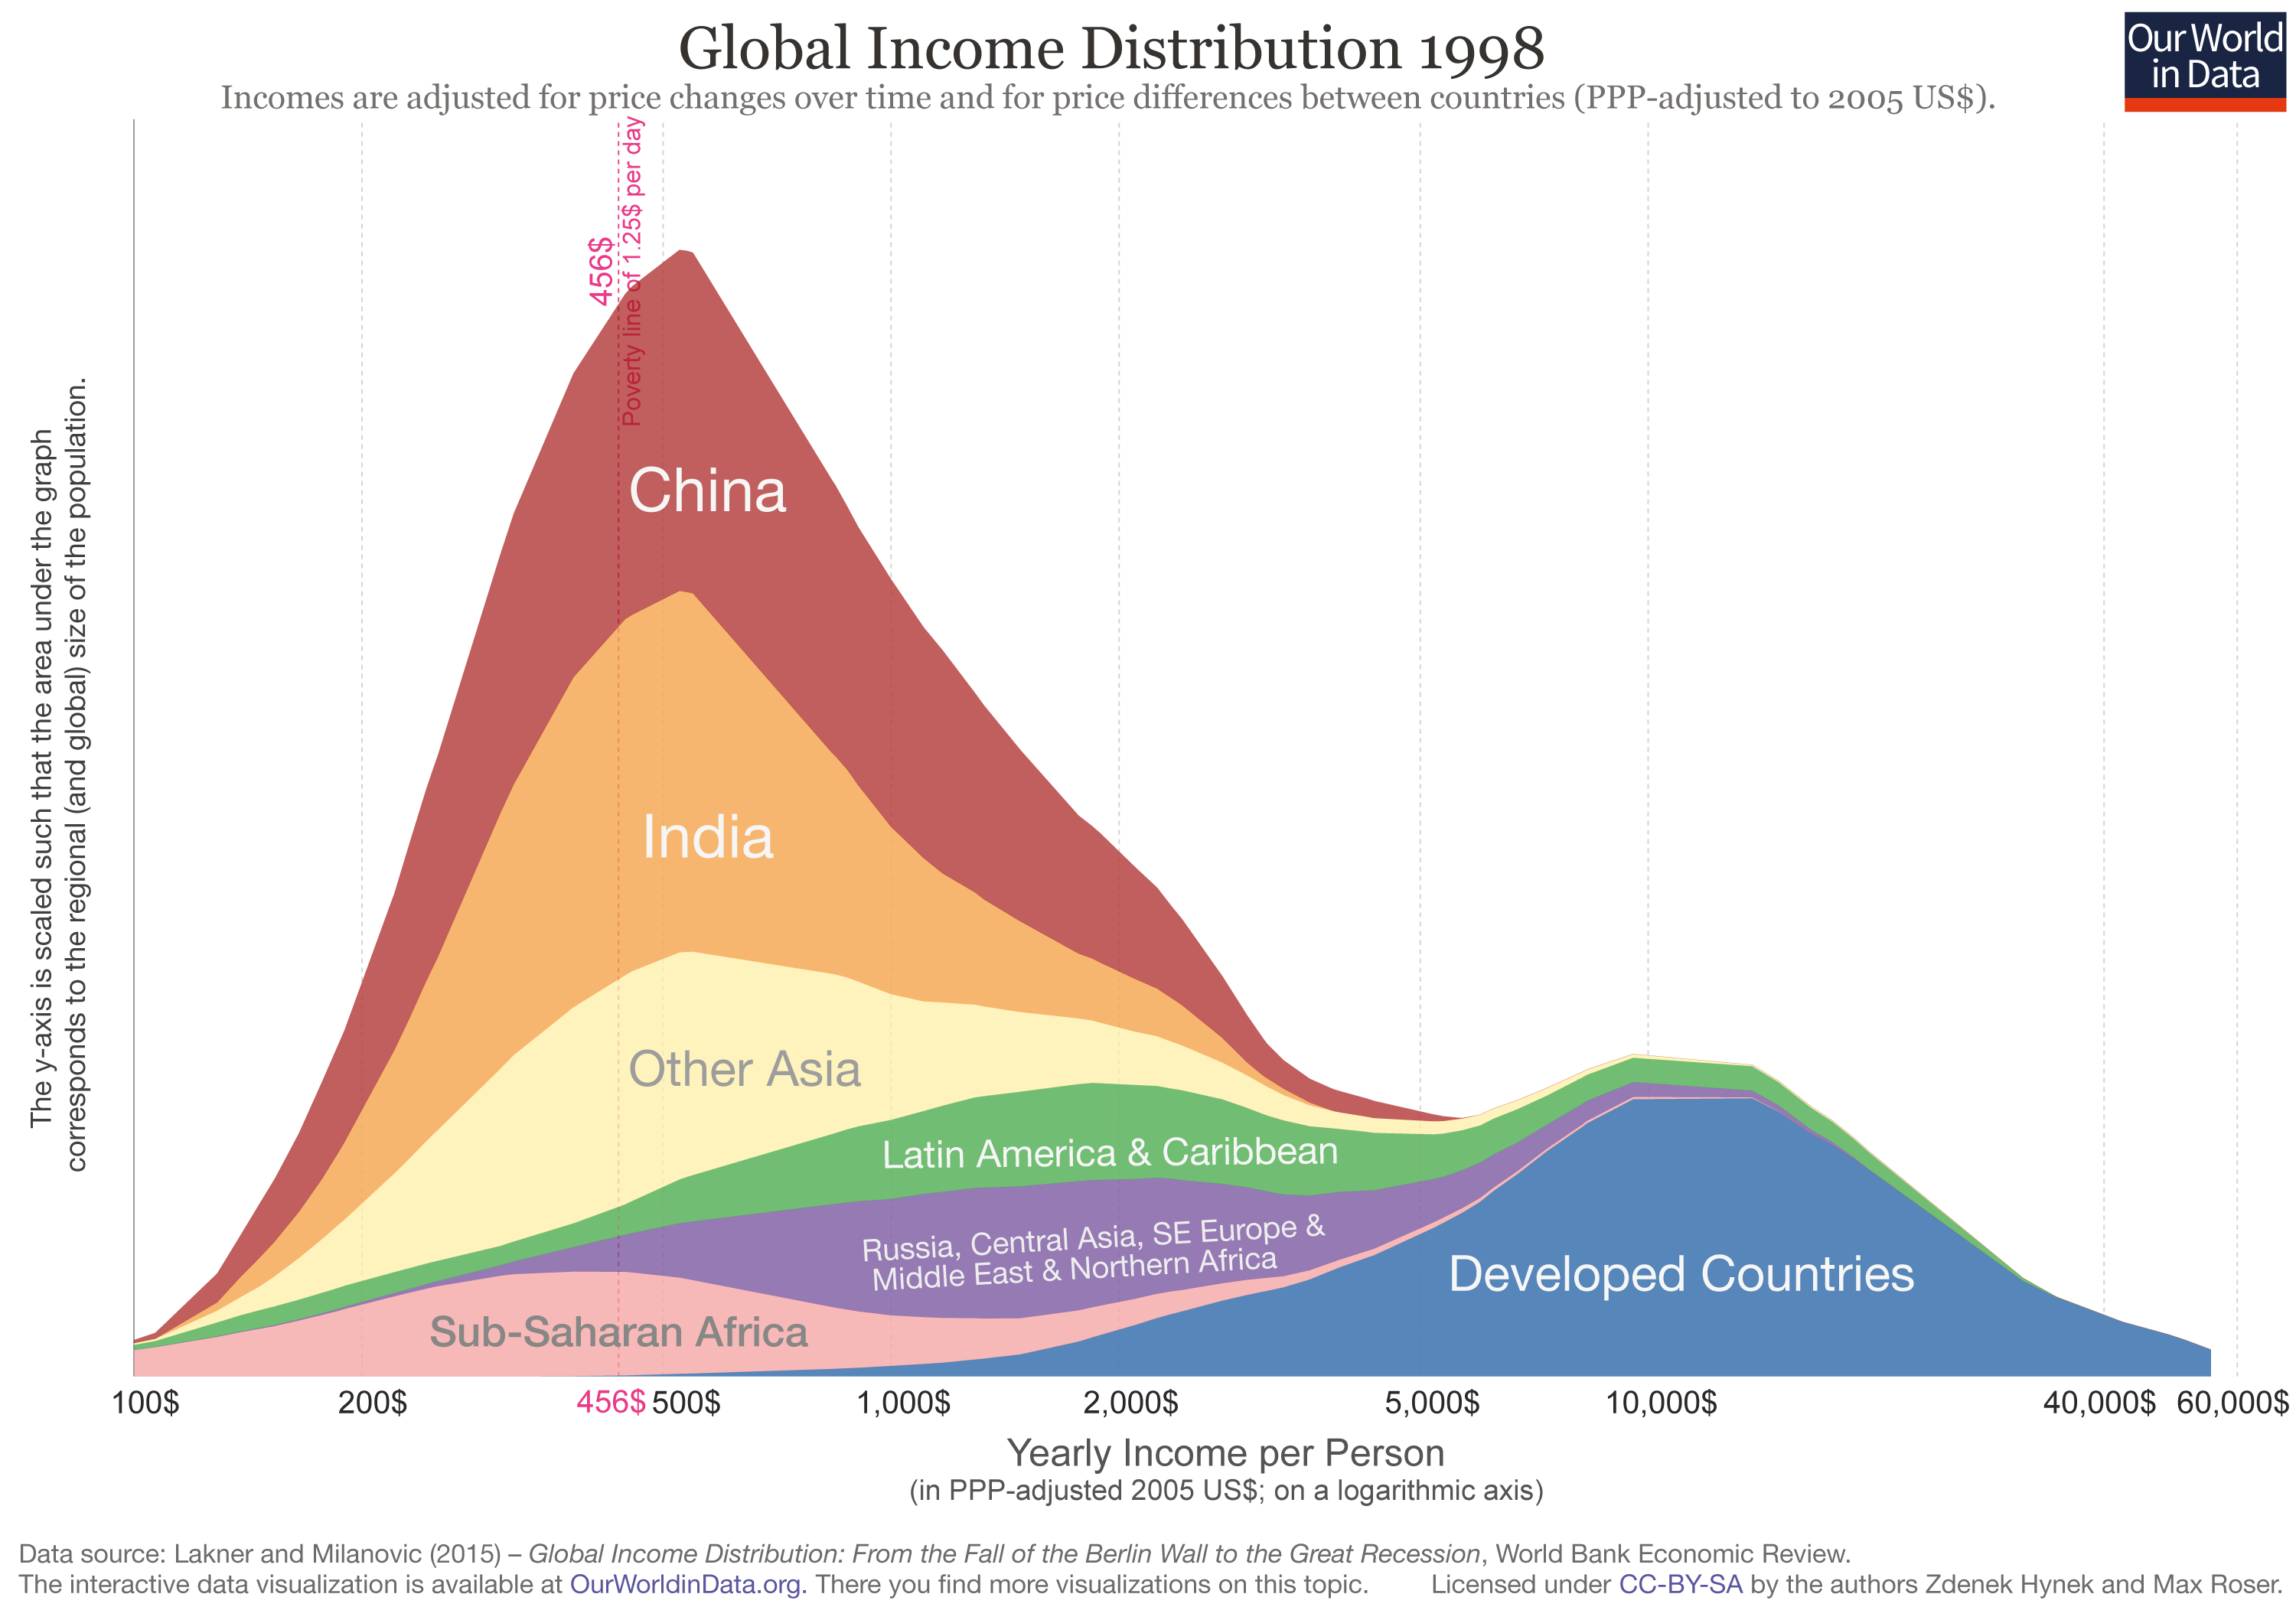 Global Income Distribution 1998
Incomes are adjusted for price changes over time and for price differences between countries (PPP-adjusted to 2005 US$).
Our World
in Data
The y-axis is scaled such that the area under the graph
corresponds to the regional (and global) size of the population.
456$
Poverty line of 1.25$ per day
China
India
Other Asia
Latin America & Caribbean
Russia, Central Asia, SE Europe &
Middle East & Northern Africa
Sub-Saharan Africa
Developed Countries
100$ 200$ 456$ 500$ 1,000$ 2,000$ 5,000$ 10,000$ 40,000$ 60,000$
Yearly Income per Person
(in PPP-adjusted 2005 US$; on a logarithmic axis)
Data source: Lakner and Milanovic (2015) – Global Income Distribution: From the Fall of the Berlin Wall to the Great Recession, World Bank Economic Review.
The interactive data visualization is available at OurWorldinData.org. There you find more visualizations on this topic. Licensed under CC-BY-SA by the authors Zdenek Hynek and Max Roser.